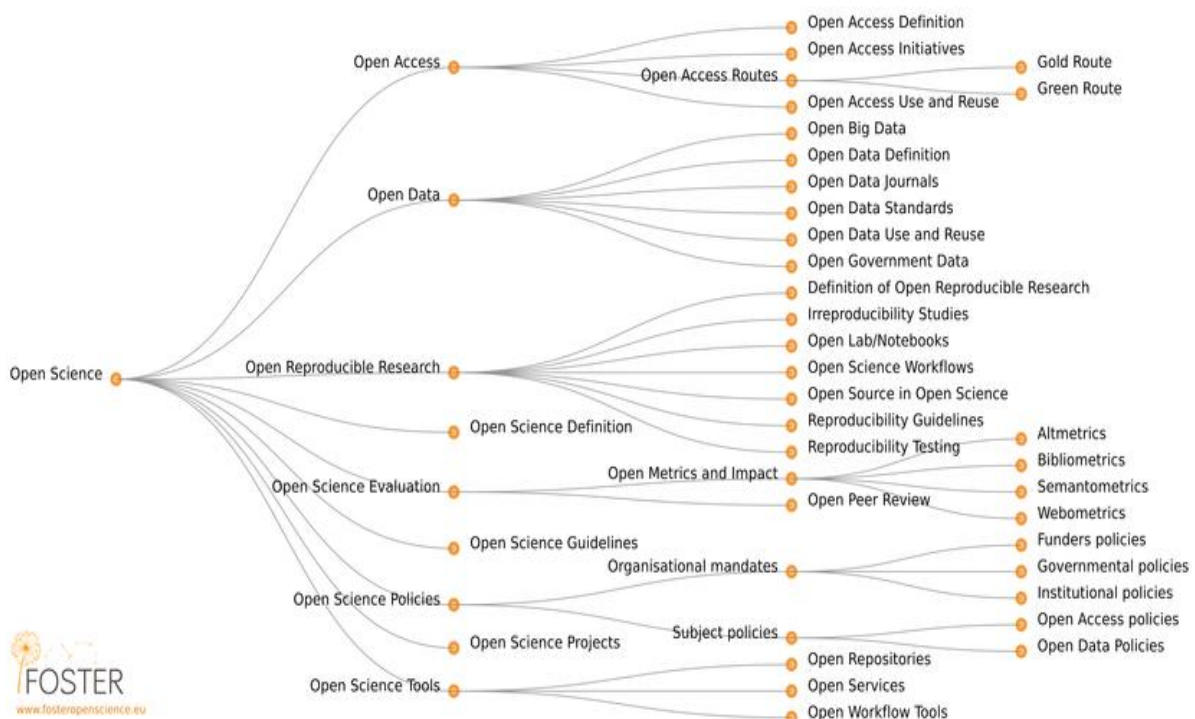 Open Science
Open Access
Open Access Definition
Open Access Initiatives
Open Access Routes
Gold Route
Green Route
Open Access Use and Reuse
Open Data
Open Big Data
Open Data Definition
Open Data Journals
Open Data Standards
Open Data Use and Reuse
Open Government Data
Open Reproducible Research
Definition of Open Reproducible Research
Irreproducibility Studies
Open Lab/Notebooks
Open Science Workflows
Open Source in Open Science
Reproducibility Guidelines
Reproducibility Testing
Open Science Definition
Open Science Evaluation
Open Metrics and Impact
Altmetrics
Bibliometrics
Semantometrics
Webometrics
Open Peer Review
Open Science Guidelines
Open Science Policies
Organisational mandates
Funders policies
Governmental policies
Institutional policies
Subject policies
Open Access policies
Open Data Policies
Open Science Projects
Open Science Tools
Open Repositories
Open Services
Open Workflow Tools
FOSTER
www.fosteropenscience.eu